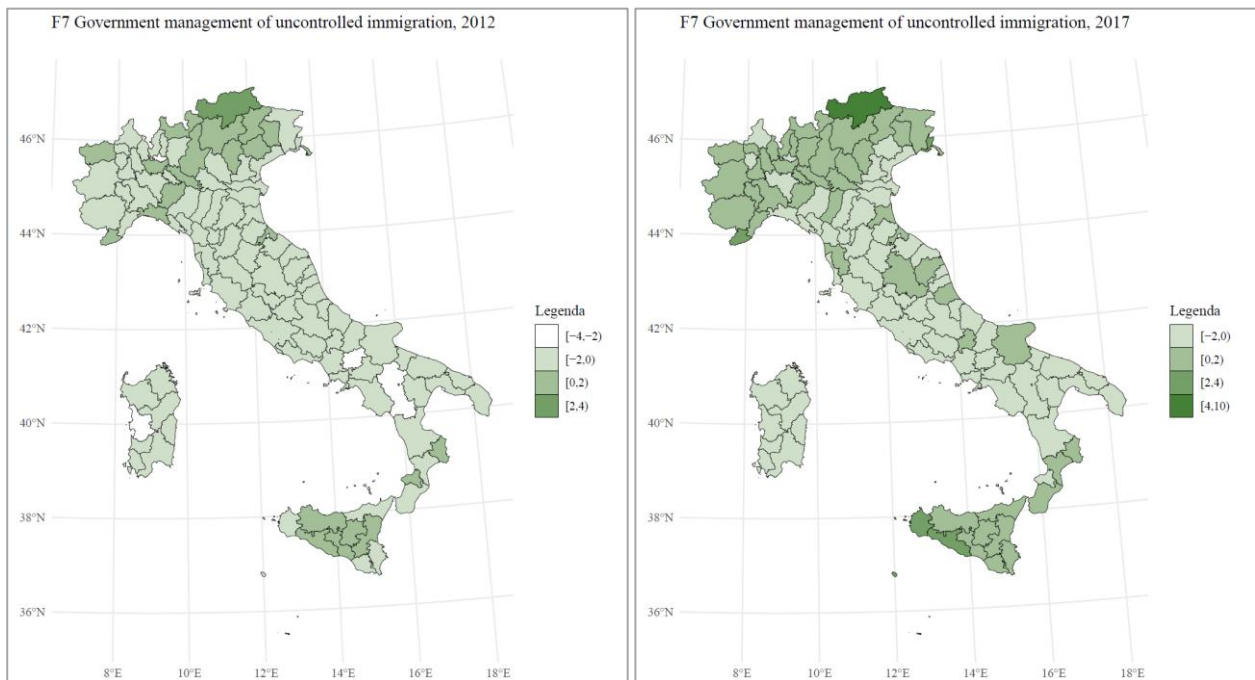 F7 Government management of uncontrolled immigration, 2012
46°N
44°N
42°N
40°N
38°N
36°N
8°E
10°E
12°E
14°E
16°E
18°E
Legenda
[−4,−2)
[−2,0)
[0,2)
[2,4)
F7 Government management of uncontrolled immigration, 2017
46°N
44°N
42°N
40°N
38°N
36°N
8°E
10°E
12°E
14°E
16°E
18°E
Legenda
[−2,0)
[0,2)
[2,4)
[4,10)